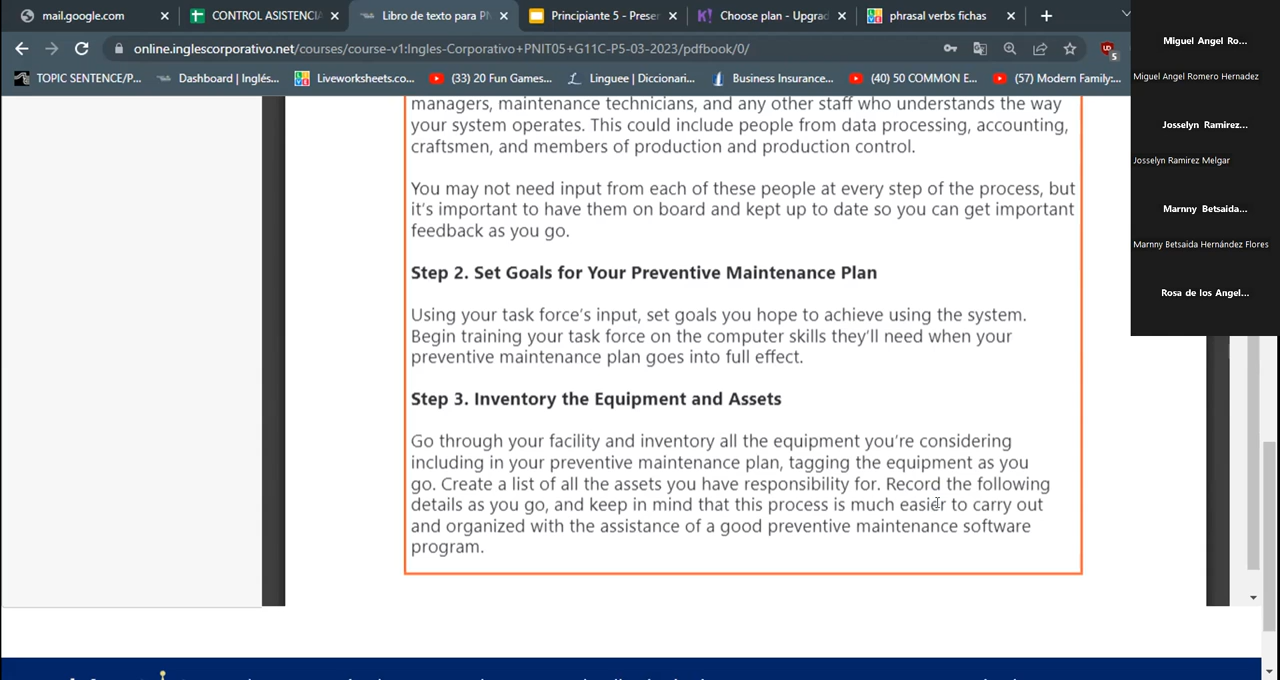 mail.google.com
CONTROL ASISTENCI
Libro de texto para PN
Principiante 5 - Prese
Choose plan - Upgra
phrasal verbs fichas
online.inglescorporativo.net/courses/course-v1:Ingles-Corporativo+PNIT05+G11C-P5-03-2023/pdfbook/0/
TOPIC SENTENCE/P...
Dashboard | Inglés...
Liveworksheets.co...
(33) 20 Fun Games...
Linguee | Diccionari...
Business Insurance...
(40) 50 COMMON E...
(57) Modern Family:...
managers, maintenance technicians, and any other staff who understands the way
your system operates. This could include people from data processing, accounting,
craftsmen, and members of production and production control.
You may not need input from each of these people at every step of the process, but
it's important to have them on board and kept up to date so you can get important
feedback as you go.
Step 2. Set Goals for Your Preventive Maintenance Plan
Using your task force's input, set goals you hope to achieve using the system.
Begin training your task force on the computer skills they'll need when your
preventive maintenance plan goes into full effect.
Step 3. Inventory the Equipment and Assets
Go through your facility and inventory all the equipment you're considering
including in your preventive maintenance plan, tagging the equipment as you
go. Create a list of all the assets you have responsibility for. Record the following
details as you go, and keep in mind that this process is much easier to carry out
and organized with the assistance of a good preventive maintenance software
program.
Miguel Angel Ro...
Miguel Angel Romero Hernadez
Josselyn Ramirez...
Josselyn Ramirez Melgar
Marnny Betsaida...
Marnny Betsaida Hernández Flores
Rosa de los Angel...